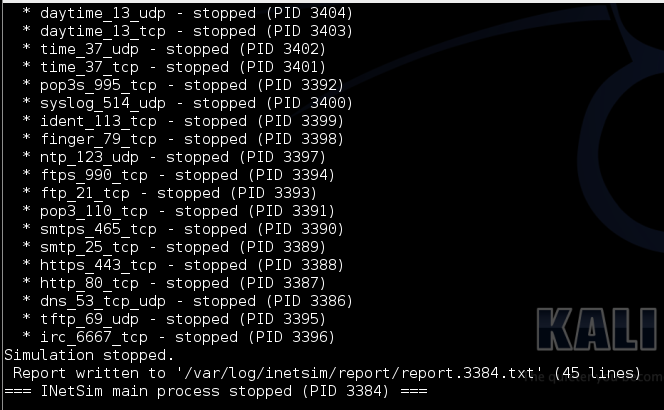 * daytime_13_udp - stopped (PID 3404)
* daytime_13_tcp - stopped (PID 3403)
* time_37_udp - stopped (PID 3402)
* time_37_tcp - stopped (PID 3401)
* pop3s_995_tcp - stopped (PID 3392)
* syslog_514_udp - stopped (PID 3400)
* ident_113_tcp - stopped (PID 3399)
* finger_79_tcp - stopped (PID 3398)
* ntp_123_udp - stopped (PID 3397)
* ftps_990_tcp - stopped (PID 3394)
* ftp_21_tcp - stopped (PID 3393)
* pop3_110_tcp - stopped (PID 3391)
* smtps_465_tcp - stopped (PID 3390)
* smtp_25_tcp - stopped (PID 3389)
* https_443_tcp - stopped (PID 3388)
* http_80_tcp - stopped (PID 3387)
* dns_53_tcp_udp - stopped (PID 3386)
* tftp_69_udp - stopped (PID 3395)
* irc_6667_tcp - stopped (PID 3396)
KALI
Simulation stopped.
Report written to '/var/log/inetsim/report/report.3384.txt' (45 lines)
=== INetSim main process stopped (PID 3384) ===